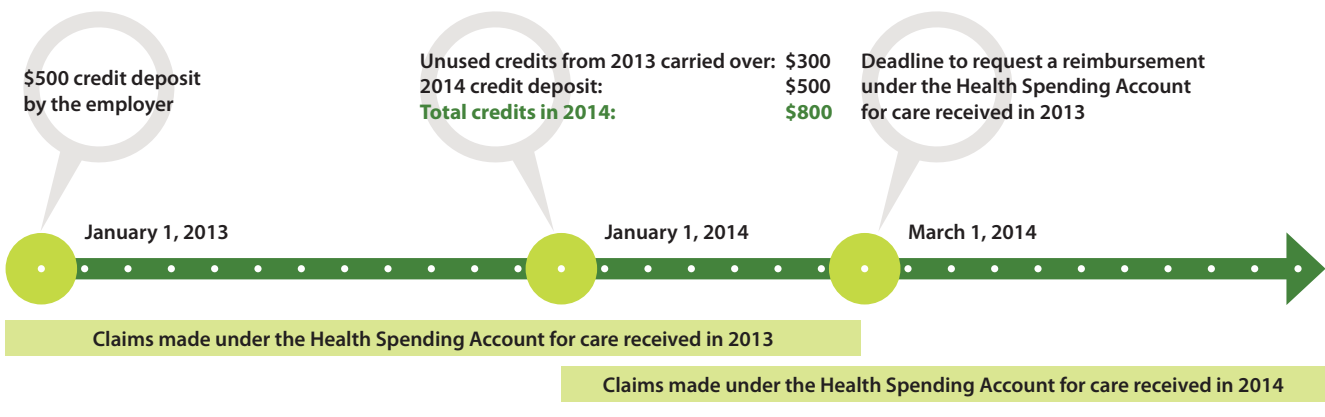 $500 credit deposit
by the employer
Unused credits from 2013 carried over: $300
2014 credit deposit: $500
Total credits in 2014: $800
Deadline to request a reimbursement
under the Health Spending Account
for care received in 2013
January 1, 2013
January 1, 2014
March 1, 2014
Claims made under the Health Spending Account for care received in 2013
Claims made under the Health Spending Account for care received in 2014